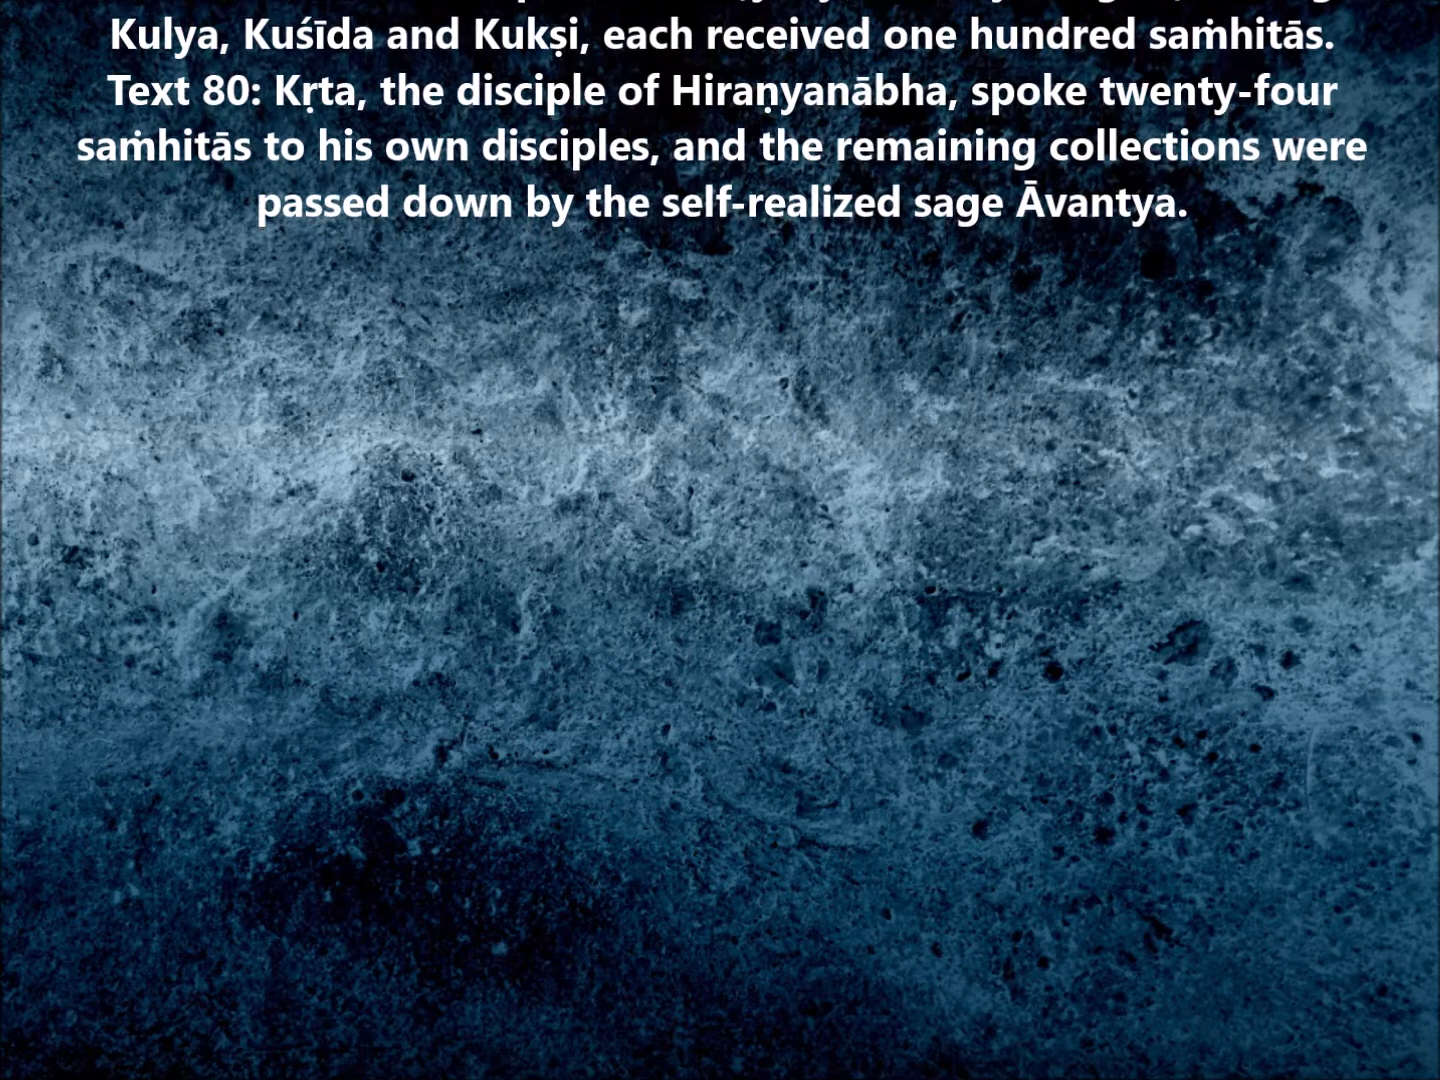 Kulya, Kuśīda and Kukṣi, each received one hundred saṁhitās.
Text 80: Kṛta, the disciple of Hiraṇyanābha, spoke twenty-four
saṁhitās to his own disciples, and the remaining collections were
passed down by the self-realized sage Āvantya.